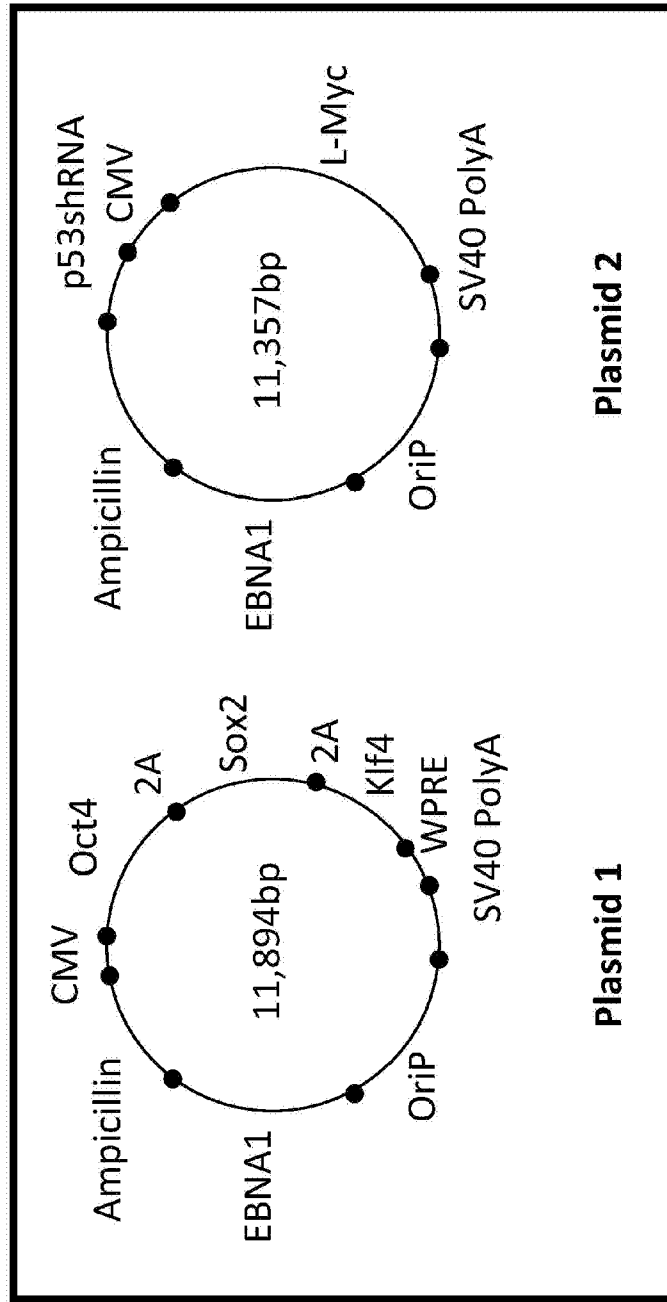 CMV
Oct4
2A
Sox2
2A
Klf4
WPRE
SV40 PolyA
OriP
EBNA1
Ampicillin
11,894bp
Plasmid 1
p53shRNA
CMV
L-Myc
SV40 PolyA
OriP
EBNA1
Ampicillin
11,357bp
Plasmid 2